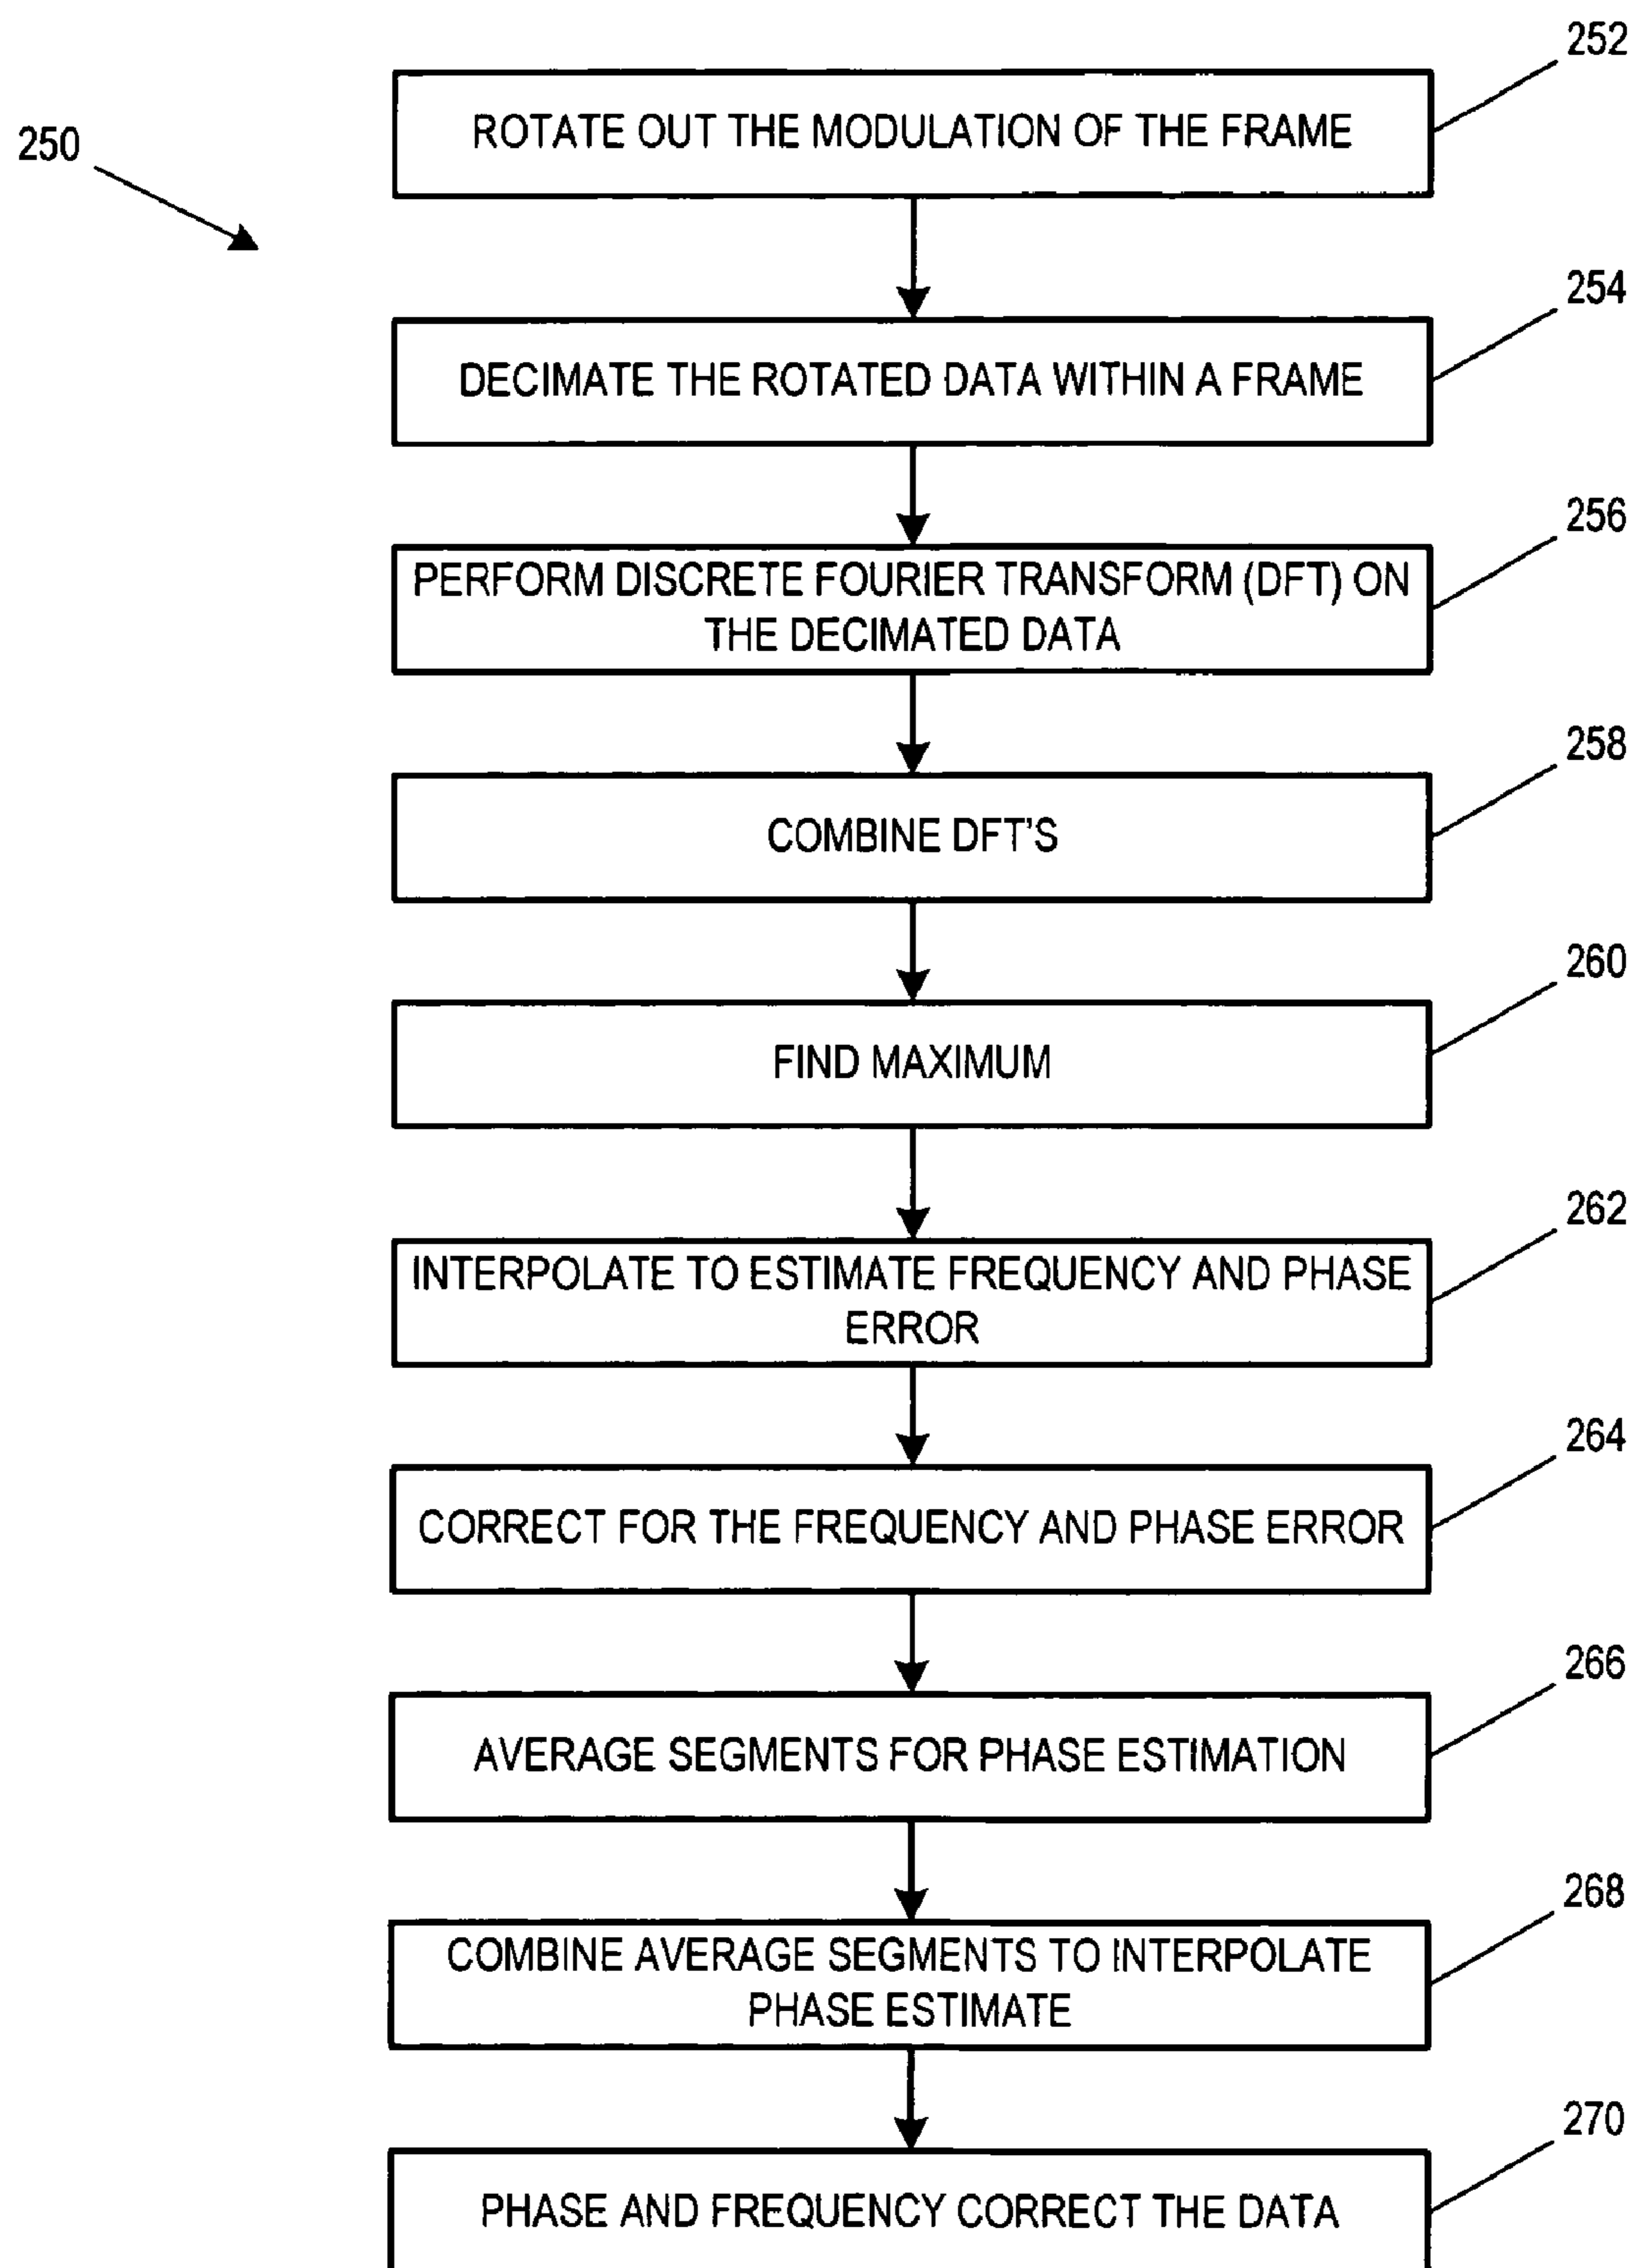 252
250
ROTATE OUT THE MODULATION OF THE FRAME
254
DECIMATE THE ROTATED DATA WITHIN A FRAME
256
PERFORM DISCRETE FOURIER TRANSFORM (DFT) ON
THE DECIMATED DATA
258
COMBINE DFT'S
260
FIND MAXIMUM
262
INTERPOLATE TO ESTIMATE FREQUENCY AND PHASE
ERROR
264
CORRECT FOR THE FREQUENCY AND PHASE ERROR
266
AVERAGE SEGMENTS FOR PHASE ESTIMATION
268
COMBINE AVERAGE SEGMENTS TO INTERPOLATE
PHASE ESTIMATE
270
PHASE AND FREQUENCY CORRECT THE DATA